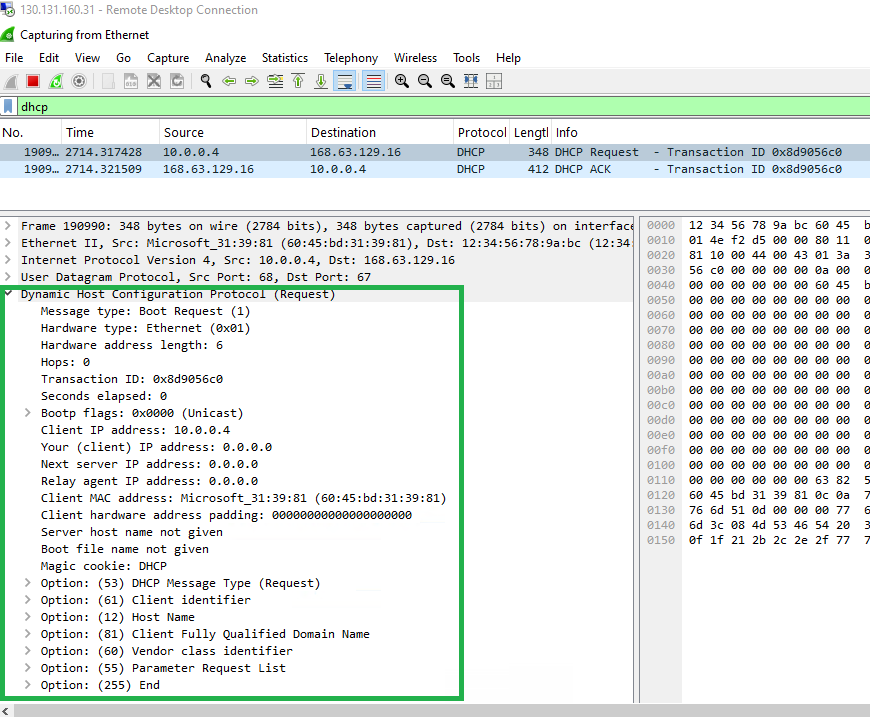 130.131.160.31 - Remote Desktop Connection
Capturing from Ethernet
File Edit View Go Capture Analyze Statistics Telephony Wireless Tools Help
dhcp
No. Time Source Destination Protocol Lengtl Info
1909… 2714.317428 10.0.0.4 168.63.129.16 DHCP 348 DHCP Request - Transaction ID 0x8d9056c0
1909… 2714.321509 168.63.129.16 10.0.0.4 DHCP 412 DHCP ACK - Transaction ID 0x8d9056c0
Frame 190990: 348 bytes on wire (2784 bits), 348 bytes captured (2784 bits) on interface
Ethernet II, Src: Microsoft_31:39:81 (60:45:bd:31:39:81), Dst: 12:34:56:78:9a:bc (12:34:
Internet Protocol Version 4, Src: 10.0.0.4, Dst: 168.63.129.16
User Datagram Protocol, Src Port: 68, Dst Port: 67
Dynamic Host Configuration Protocol (Request)
Message type: Boot Request (1)
Hardware type: Ethernet (0x01)
Hardware address length: 6
Hops: 0
Transaction ID: 0x8d9056c0
Seconds elapsed: 0
Bootp flags: 0x0000 (Unicast)
Client IP address: 10.0.0.4
Your (client) IP address: 0.0.0.0
Next server IP address: 0.0.0.0
Relay agent IP address: 0.0.0.0
Client MAC address: Microsoft_31:39:81 (60:45:bd:31:39:81)
Client hardware address padding: 00000000000000000000
Server host name not given
Boot file name not given
Magic cookie: DHCP
Option: (53) DHCP Message Type (Request)
Option: (61) Client identifier
Option: (12) Host Name
Option: (81) Client Fully Qualified Domain Name
Option: (60) Vendor class identifier
Option: (55) Parameter Request List
Option: (255) End
0000 12 34 56 78 9a bc 60 45 b
0010 01 4e f2 d5 00 00 80 11 0
0020 81 10 00 44 00 43 01 3a 3
0030 56 c0 00 00 00 00 0a 00 0
0040 00 00 00 00 00 00 60 45 b
0050 00 00 00 00 00 00 00 00 0
0060 00 00 00 00 00 00 00 00 0
0070 00 00 00 00 00 00 00 00 0
0080 00 00 00 00 00 00 00 00 0
0090 00 00 00 00 00 00 00 00 0
00a0 00 00 00 00 00 00 00 00 0
00b0 00 00 00 00 00 00 00 00 0
00c0 00 00 00 00 00 00 00 00 0
00d0 00 00 00 00 00 00 00 00 0
00e0 00 00 00 00 00 00 00 00 0
00f0 00 00 00 00 00 00 00 00 0
0100 00 00 00 00 00 00 00 00 0
0110 00 00 00 00 00 00 63 82 5
0120 60 45 bd 31 39 81 0c 0a 7
0130 76 6d 51 0d 00 00 00 77 6
0140 6d 3c 08 4d 53 46 54 20 3
0150 0f 1f 21 2b 2c 2e 2f 77 7